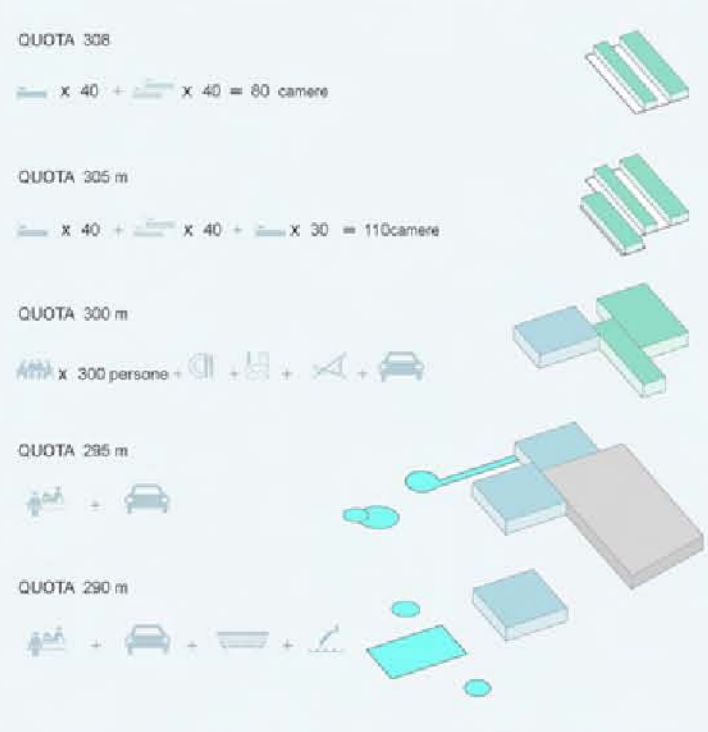 QUOTA 308
x 40 + x 40 = 80 camere
QUOTA 305 m
x 40 + x 40 + x 30 = 110camere
QUOTA 300 m
x 300 persone + + + +
QUOTA 295 m
+
QUOTA 290 m
+ + +